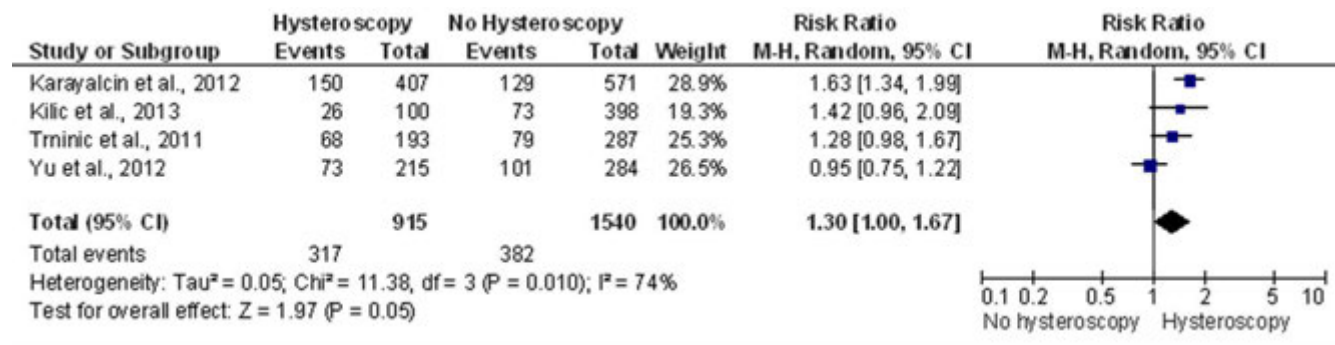 Hysteroscopy No Hysteroscopy Risk Ratio Risk Ratio
Study or Subgroup Events Total Events Total Weight M-H, Random, 95% CI M-H, Random, 95% CI
Karayalcin et al., 2012 150 407 129 571 28.9% 1.63 [1.34, 1.99]
Kilic et al., 2013 26 100 73 398 19.3% 1.42 [0.96, 2.09]
Trninic et al., 2011 68 193 79 287 25.3% 1.28 [0.98, 1.67]
Yu et al., 2012 73 215 101 284 26.5% 0.95 [0.75, 1.22]
Total (95% CI) 915 1540 100.0% 1.30 [1.00, 1.67]
Total events 317 382
Heterogeneity: Tau² = 0.05; Chi² = 11.38, df = 3 (P = 0.010); I² = 74%
Test for overall effect: Z = 1.97 (P = 0.05)
0.1 0.2 0.5 1 2 5 10
No hysteroscopy Hysteroscopy